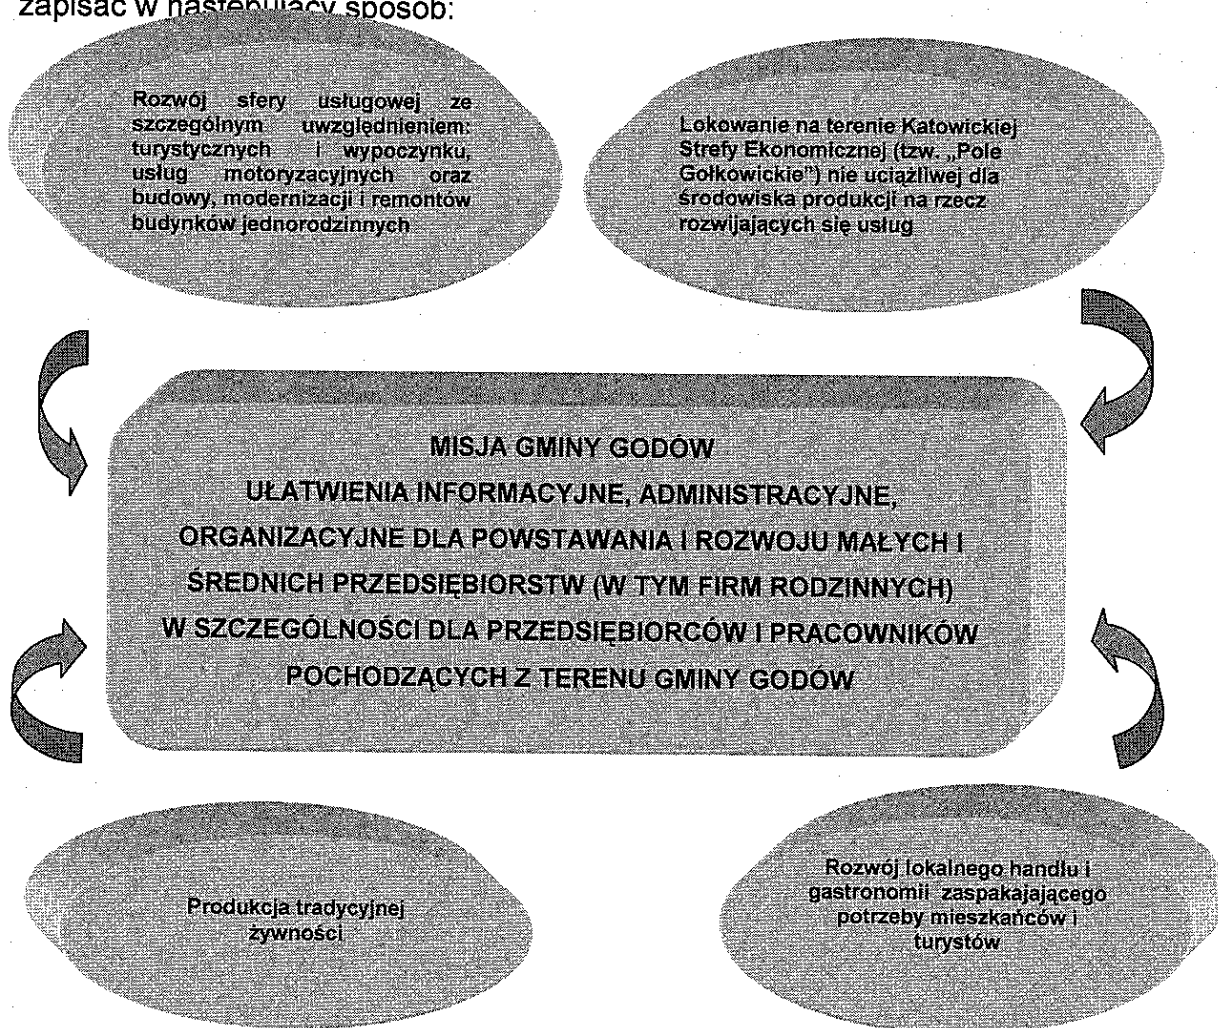 zapisać w następujący sposób:
Rozwój sfery usługowej ze
szczególnym uwzględnieniem:
turystycznych i wypoczynku,
usług motoryzacyjnych oraz
budowy, modernizacji i remontów
budynków jednorodzinnych
Lokowanie na terenie Katowickiej
Strefy Ekonomicznej (tzw. „Pole
Gołkowickie”) nie uciążliwej dla
środowiska produkcji na rzecz
rozwijających się usług
MISJA GMINY GODÓW
UŁATWIENIA INFORMACYJNE, ADMINISTRACYJNE,
ORGANIZACYJNE DLA POWSTAWANIA I ROZWOJU MAŁYCH I
ŚREDNICH PRZEDSIĘBIORSTW (W TYM FIRM RODZINNYCH)
W SZCZEGÓLNOŚCI DLA PRZEDSIĘBIORCÓW I PRACOWNIKÓW
POCHODZĄCYCH Z TERENU GMINY GODÓW
Produkcja tradycyjnej
żywności
Rozwój lokalnego handlu i
gastronomii zaspakajającego
potrzeby mieszkańców i
turystów